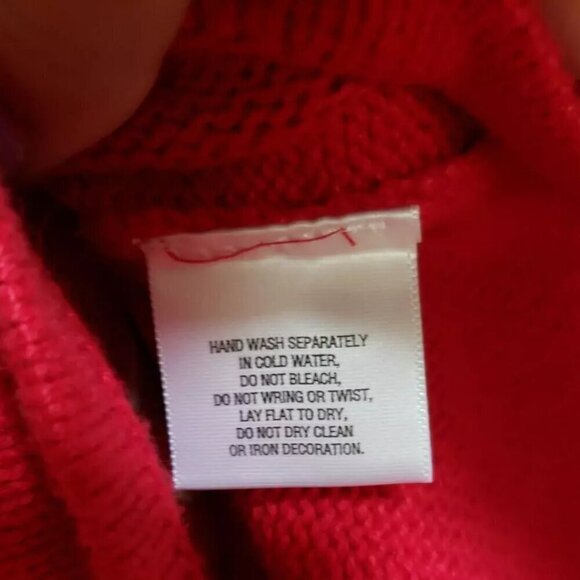 HAND WASH SEPARATELY
IN COLD WATER,
DO NOT BLEACH,
DO NOT WRING OR TWIST,
LAY FLAT TO DRY,
DO NOT DRY CLEAN
OR IRON DECORATION.